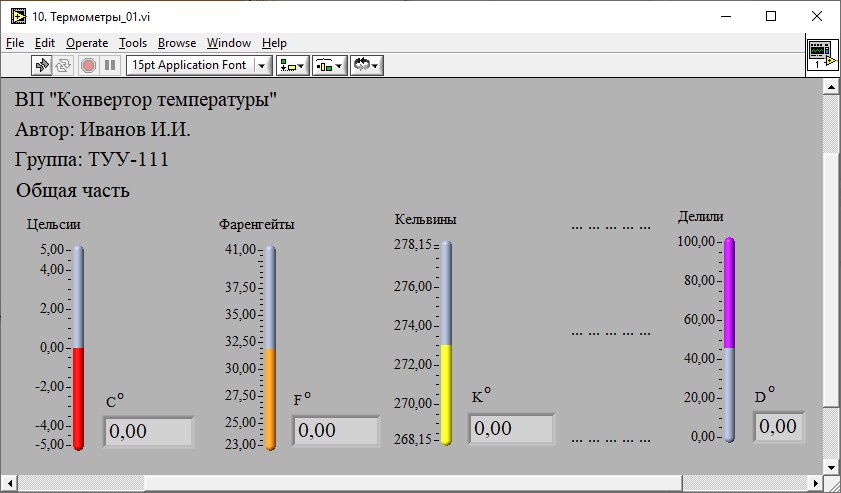 10. Термометры_01.vi
File Edit Operate Tools Browse Window Help
15pt Application Font
1
ВП "Конвертор температуры"
Автор: Иванов И.И.
Группа: ТУУ-111
Общая часть
Цельсии
5,00
4,00
2,00
0,00
-2,00
-4,00
-5,00
C°
0,00
Фаренгейты
41,00
37,50
35,00
32,50
30,00
27,50
25,00
23,00
F°
0,00
Кельвины
278,15
276,00
274,00
272,00
270,00
268,15
K°
0,00
... ... ... ... ...
... ... ... ... ...
... ... ... ... ...
Делили
100,00
80,00
60,00
40,00
20,00
0,00
D°
0,00